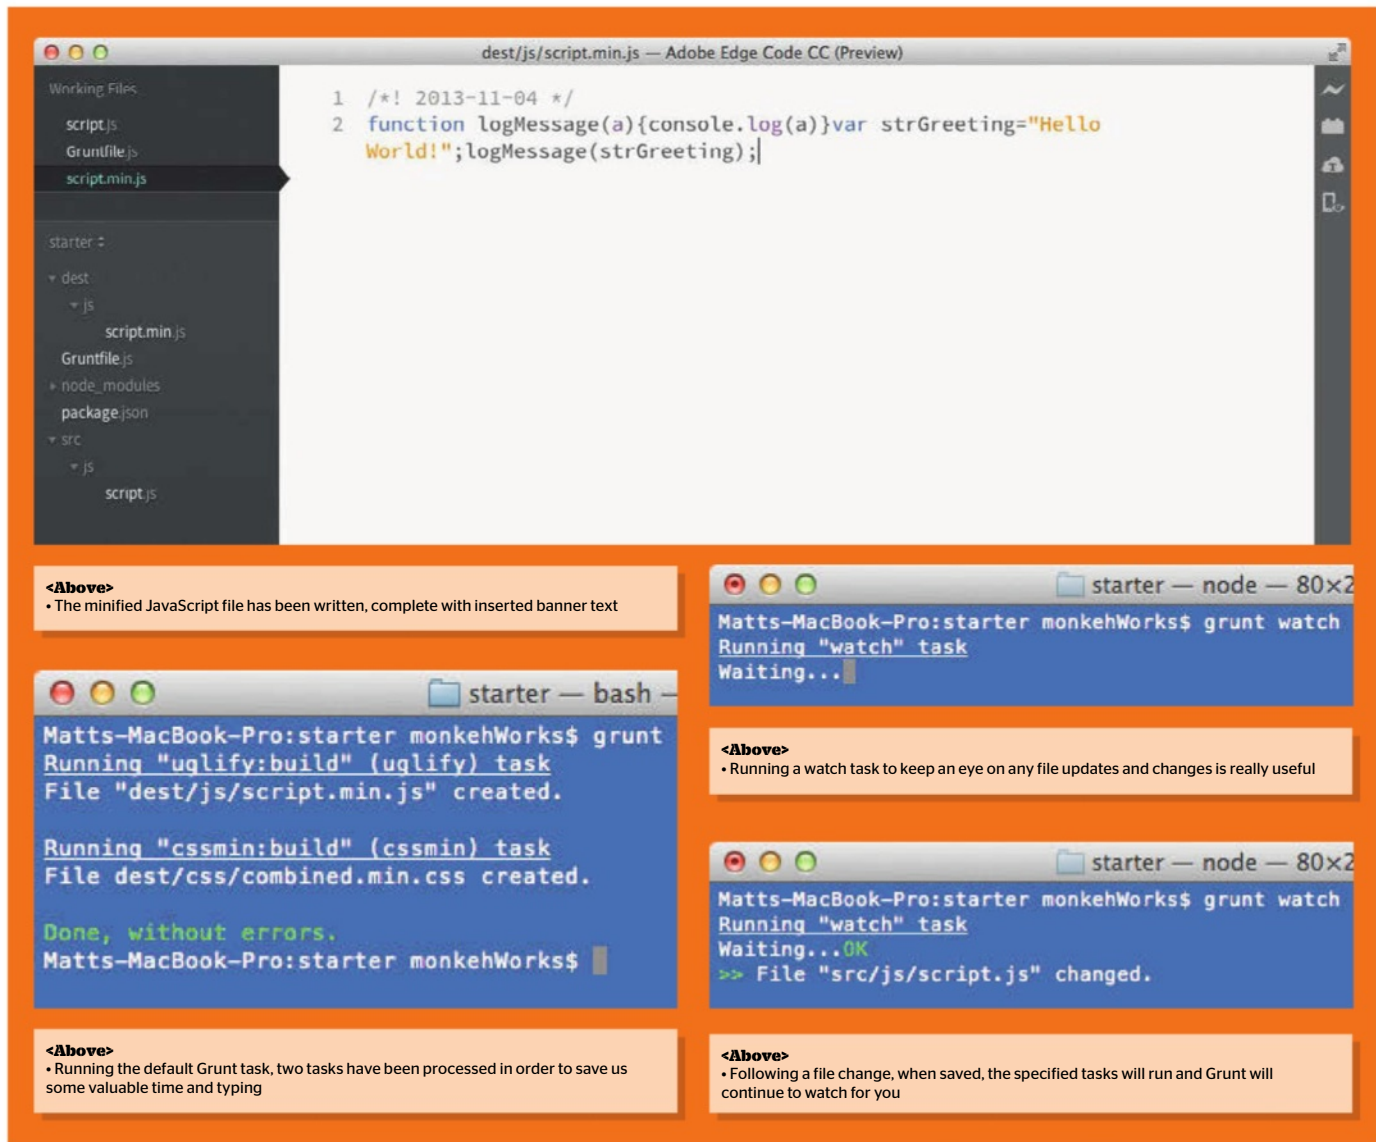 dest/js/script.min.js — Adobe Edge Code CC (Preview)
Working Files
script.js
Gruntfile.js
script.min.js
starter
dest
js
script.min.js
Gruntfile.js
node_modules
package.json
src
js
script.js
1 /*! 2013-11-04 */
2 function logMessage(a){console.log(a)}var strGreeting="Hello
World!";logMessage(strGreeting);
<Above>
• The minified JavaScript file has been written, complete with inserted banner text
starter — bash —
Matts-MacBook-Pro:starter monkehWorks$ grunt
Running "uglify:build" (uglify) task
File "dest/js/script.min.js" created.
Running "cssmin:build" (cssmin) task
File dest/css/combined.min.css created.
Done, without errors.
Matts-MacBook-Pro:starter monkehWorks$
<Above>
• Running the default Grunt task, two tasks have been processed in order to save us
some valuable time and typing
starter — node — 80×2
Matts-MacBook-Pro:starter monkehWorks$ grunt watch
Running "watch" task
Waiting...
<Above>
• Running a watch task to keep an eye on any file updates and changes is really useful
starter — node — 80×2
Matts-MacBook-Pro:starter monkehWorks$ grunt watch
Running "watch" task
Waiting...OK
>> File "src/js/script.js" changed.
<Above>
• Following a file change, when saved, the specified tasks will run and Grunt will
continue to watch for you